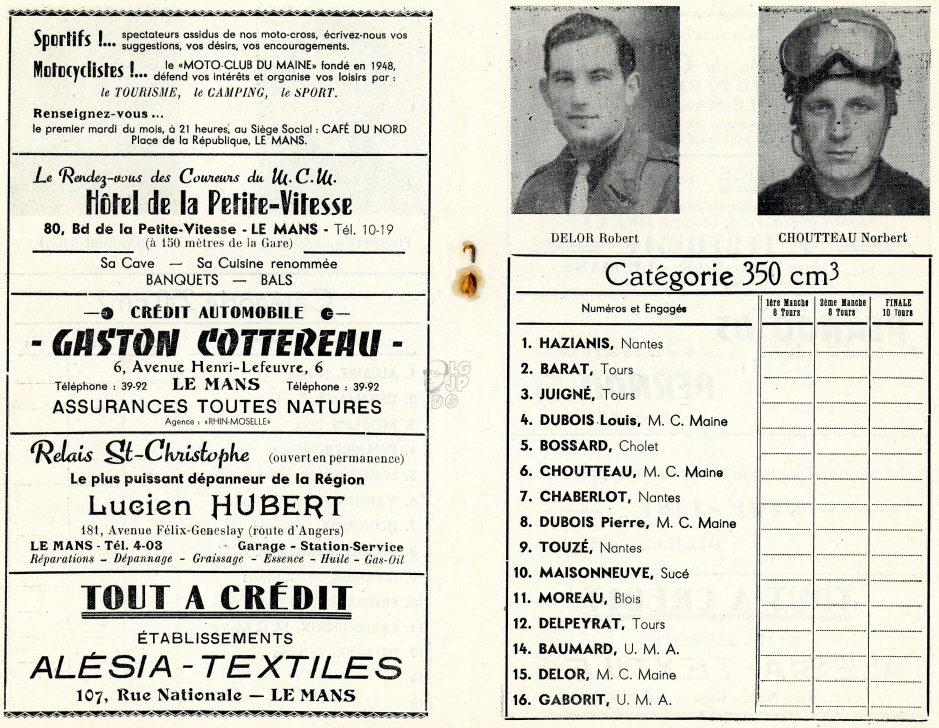 Sportifs !... spectateurs assidus de nos moto-cross, écrivez-nous vos
suggestions, vos désirs, vos encouragements.
Motocyclistes !... le «MOTO-CLUB DU MAINE» fondé en 1948,
défend vos intérêts et organise vos loisirs par :
le TOURISME, le CAMPING, le SPORT.
Renseignez-vous ...
le premier mardi du mois, à 21 heures, au Siège Social : CAFÉ DU NORD
Place de la République, LE MANS.
Le Rendez-vous des Coureurs du M.C.M.
Hôtel de la Petite-Vitesse
80, Bd de la Petite-Vitesse - LE MANS - Tél. 10-19
(à 150 mètres de la Gare)
Sa Cave — Sa Cuisine renommée
BANQUETS — BALS
CRÉDIT AUTOMOBILE
- GASTON COTTEREAU -
6, Avenue Henri-Lefeuvre, 6
Téléphone : 39-92 LE MANS Téléphone : 39-92
ASSURANCES TOUTES NATURES
Agence : «RHIN-MOSELLE»
Relais St-Christophe (ouvert en permanence)
Le plus puissant dépanneur de la Région
Lucien HUBERT
181, Avenue Félix-Geneslay (route d'Angers)
LE MANS - Tél. 4-03 Garage - Station-Service
Réparations - Dépannage - Graissage - Essence - Huile - Gas-Oil
TOUT A CRÉDIT
ÉTABLISSEMENTS
ALÉSIA-TEXTILES
107, Rue Nationale — LE MANS
DELOR Robert
CHOUTTEAU Norbert
Catégorie 350 cm3
Numéros et Engagés
1ère Manche
8 Tours
2ème Manche
8 Tours
FINALE
10 Tours
1. HAZIANIS, Nantes
2. BARAT, Tours
3. JUIGNÉ, Tours
4. DUBOIS Louis, M. C. Maine
5. BOSSARD, Cholet
6. CHOUTTEAU, M. C. Maine
7. CHABERLOT, Nantes
8. DUBOIS Pierre, M. C. Maine
9. TOUZÉ, Nantes
10. MAISONNEUVE, Sucé
11. MOREAU, Blois
12. DELPEYRAT, Tours
14. BAUMARD, U. M. A.
15. DELOR, M. C. Maine
16. GABORIT, U. M. A.